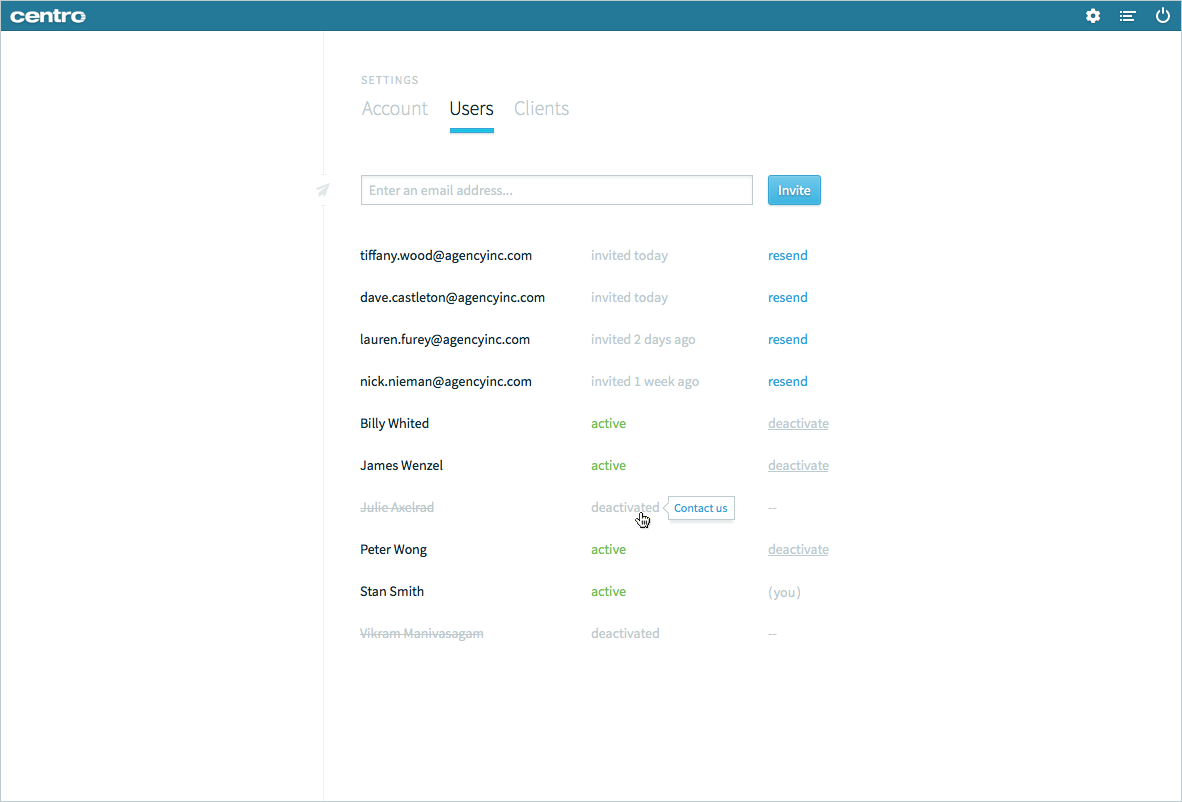 centro
SETTINGS
Account Users Clients
Enter an email address... Invite
tiffany.wood@agencyinc.com invited today resend
dave.castleton@agencyinc.com invited today resend
lauren.furey@agencyinc.com invited 2 days ago resend
nick.nieman@agencyinc.com invited 1 week ago resend
Billy Whited active deactivate
James Wenzel active deactivate
Julie Axelrad deactivated Contact us --
Peter Wong active deactivate
Stan Smith active (you)
Vikram Manivasagam deactivated --